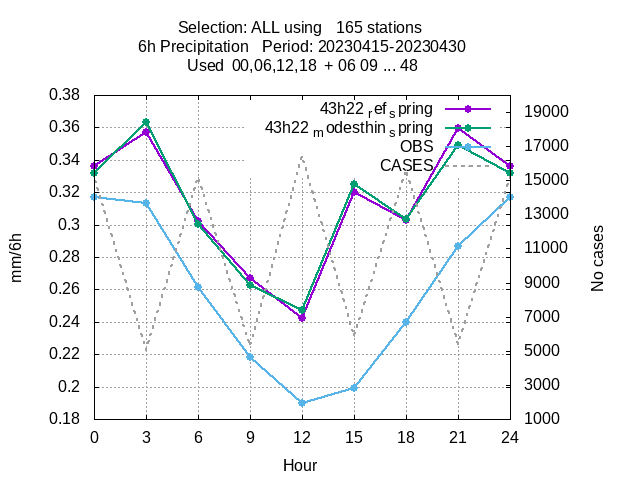 Selection: ALL using   165 stations
6h Precipitation   Period: 20230415-20230430
Used  00,06,12,18  + 06 09 ... 48
43h22 ref spring
43h22 modesthin spring
OBS
CASES
0.38
0.36
0.34
0.32
0.3
0.28
0.26
0.24
0.22
0.2
0.18
mm/6h
19000
17000
15000
13000
11000
9000
7000
5000
3000
1000
No cases
0 3 6 9 12 15 18 21 24
Hour